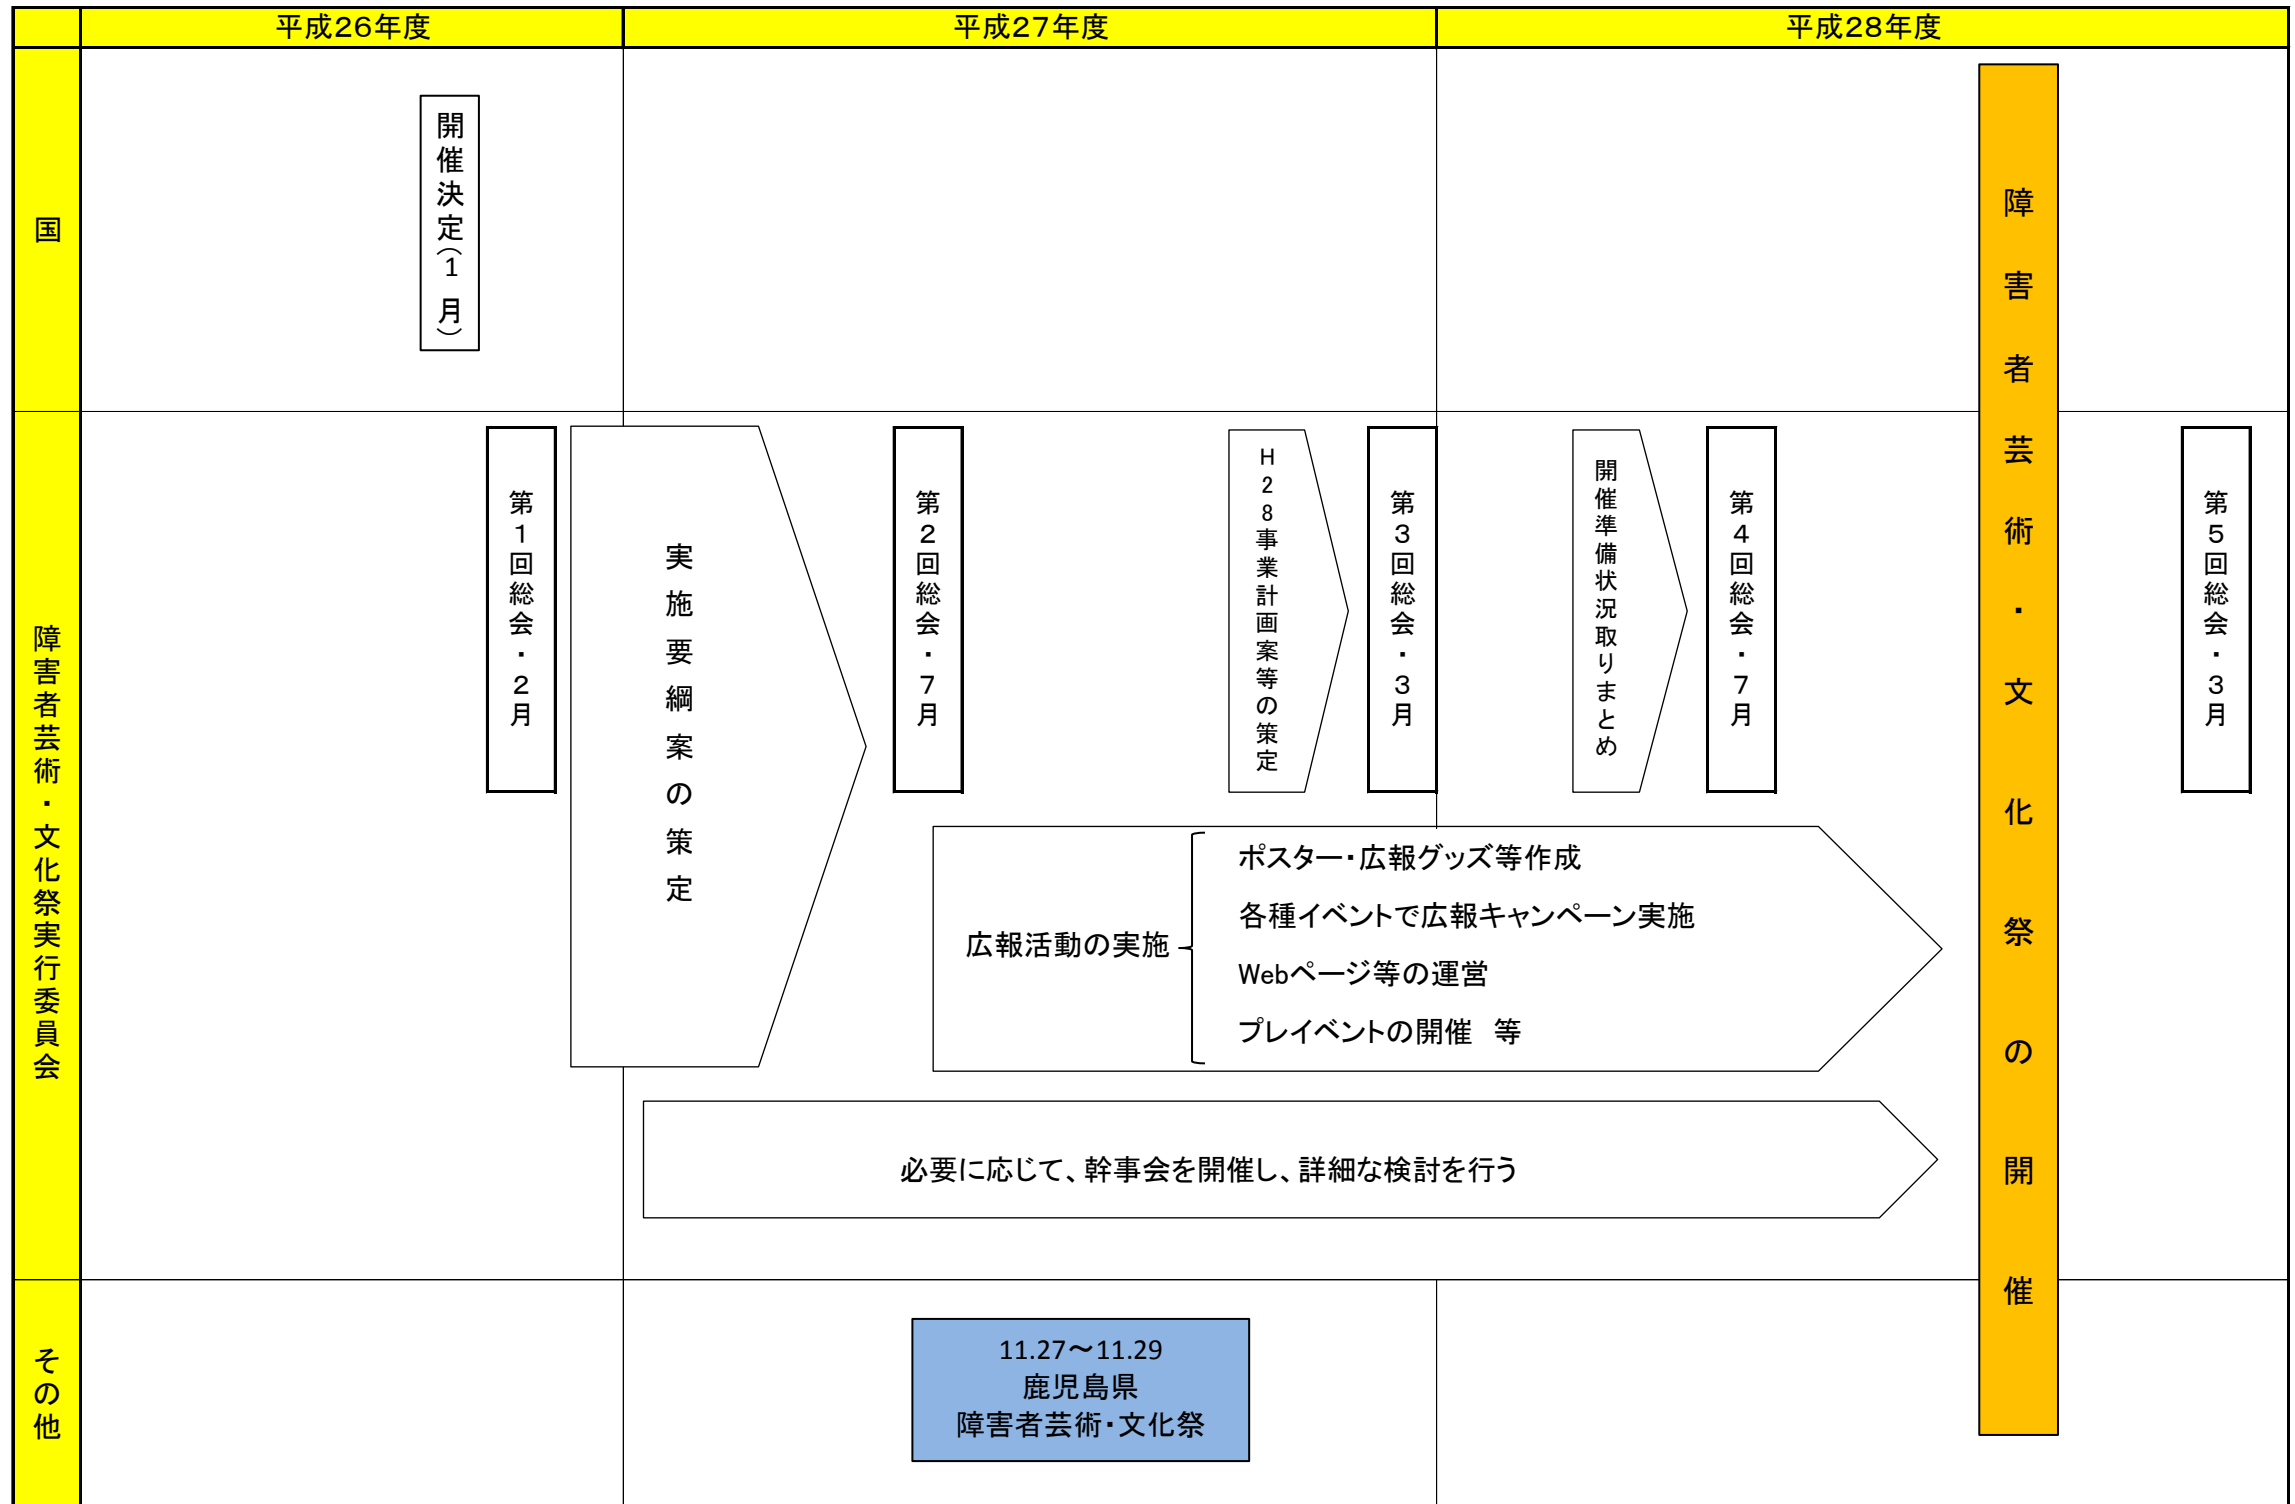 平成26年度
平成27年度
平成28年度
国
開催決定(1月)
障害者芸術・文化祭の開催
障害者芸術・文化祭実行委員会
第1回総会・2月
実施要綱案の策定
第2回総会・7月
H28事業計画案等の策定
第3回総会・3月
開催準備状況取りまとめ
第4回総会・7月
第5回総会・3月
広報活動の実施
ポスター・広報グッズ等作成
各種イベントで広報キャンペーン実施
Webページ等の運営
プレイベントの開催　等
必要に応じて、幹事会を開催し、詳細な検討を行う
その他
11.27～11.29
鹿児島県
障害者芸術・文化祭